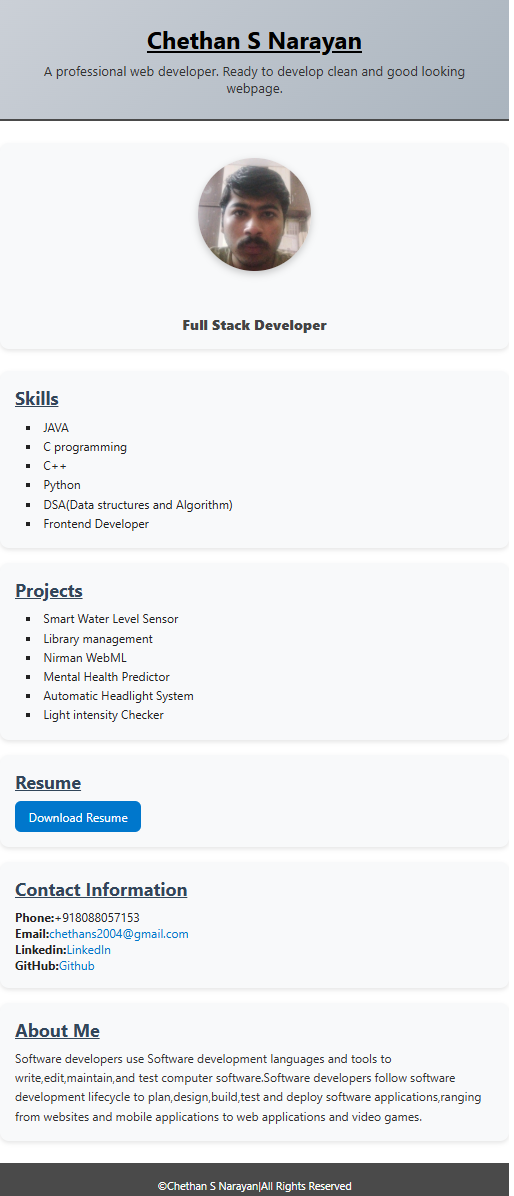 Chethan S Narayan
A professional web developer. Ready to develop clean and good looking
webpage.
Full Stack Developer
Skills
JAVA
C programming
C++
Python
DSA(Data structures and Algorithm)
Frontend Developer
Projects
Smart Water Level Sensor
Library management
Nirman WebML
Mental Health Predictor
Automatic Headlight System
Light intensity Checker
Resume
Download Resume
Contact Information
Phone:+918088057153
Email:chethans2004@gmail.com
Linkedin:LinkedIn
GitHub:Github
About Me
Software developers use Software development languages and tools to
write,edit,maintain,and test computer software.Software developers follow software
development lifecycle to plan,design,build,test and deploy software applications,ranging
from websites and mobile applications to web applications and video games.
©Chethan S Narayan|All Rights Reserved